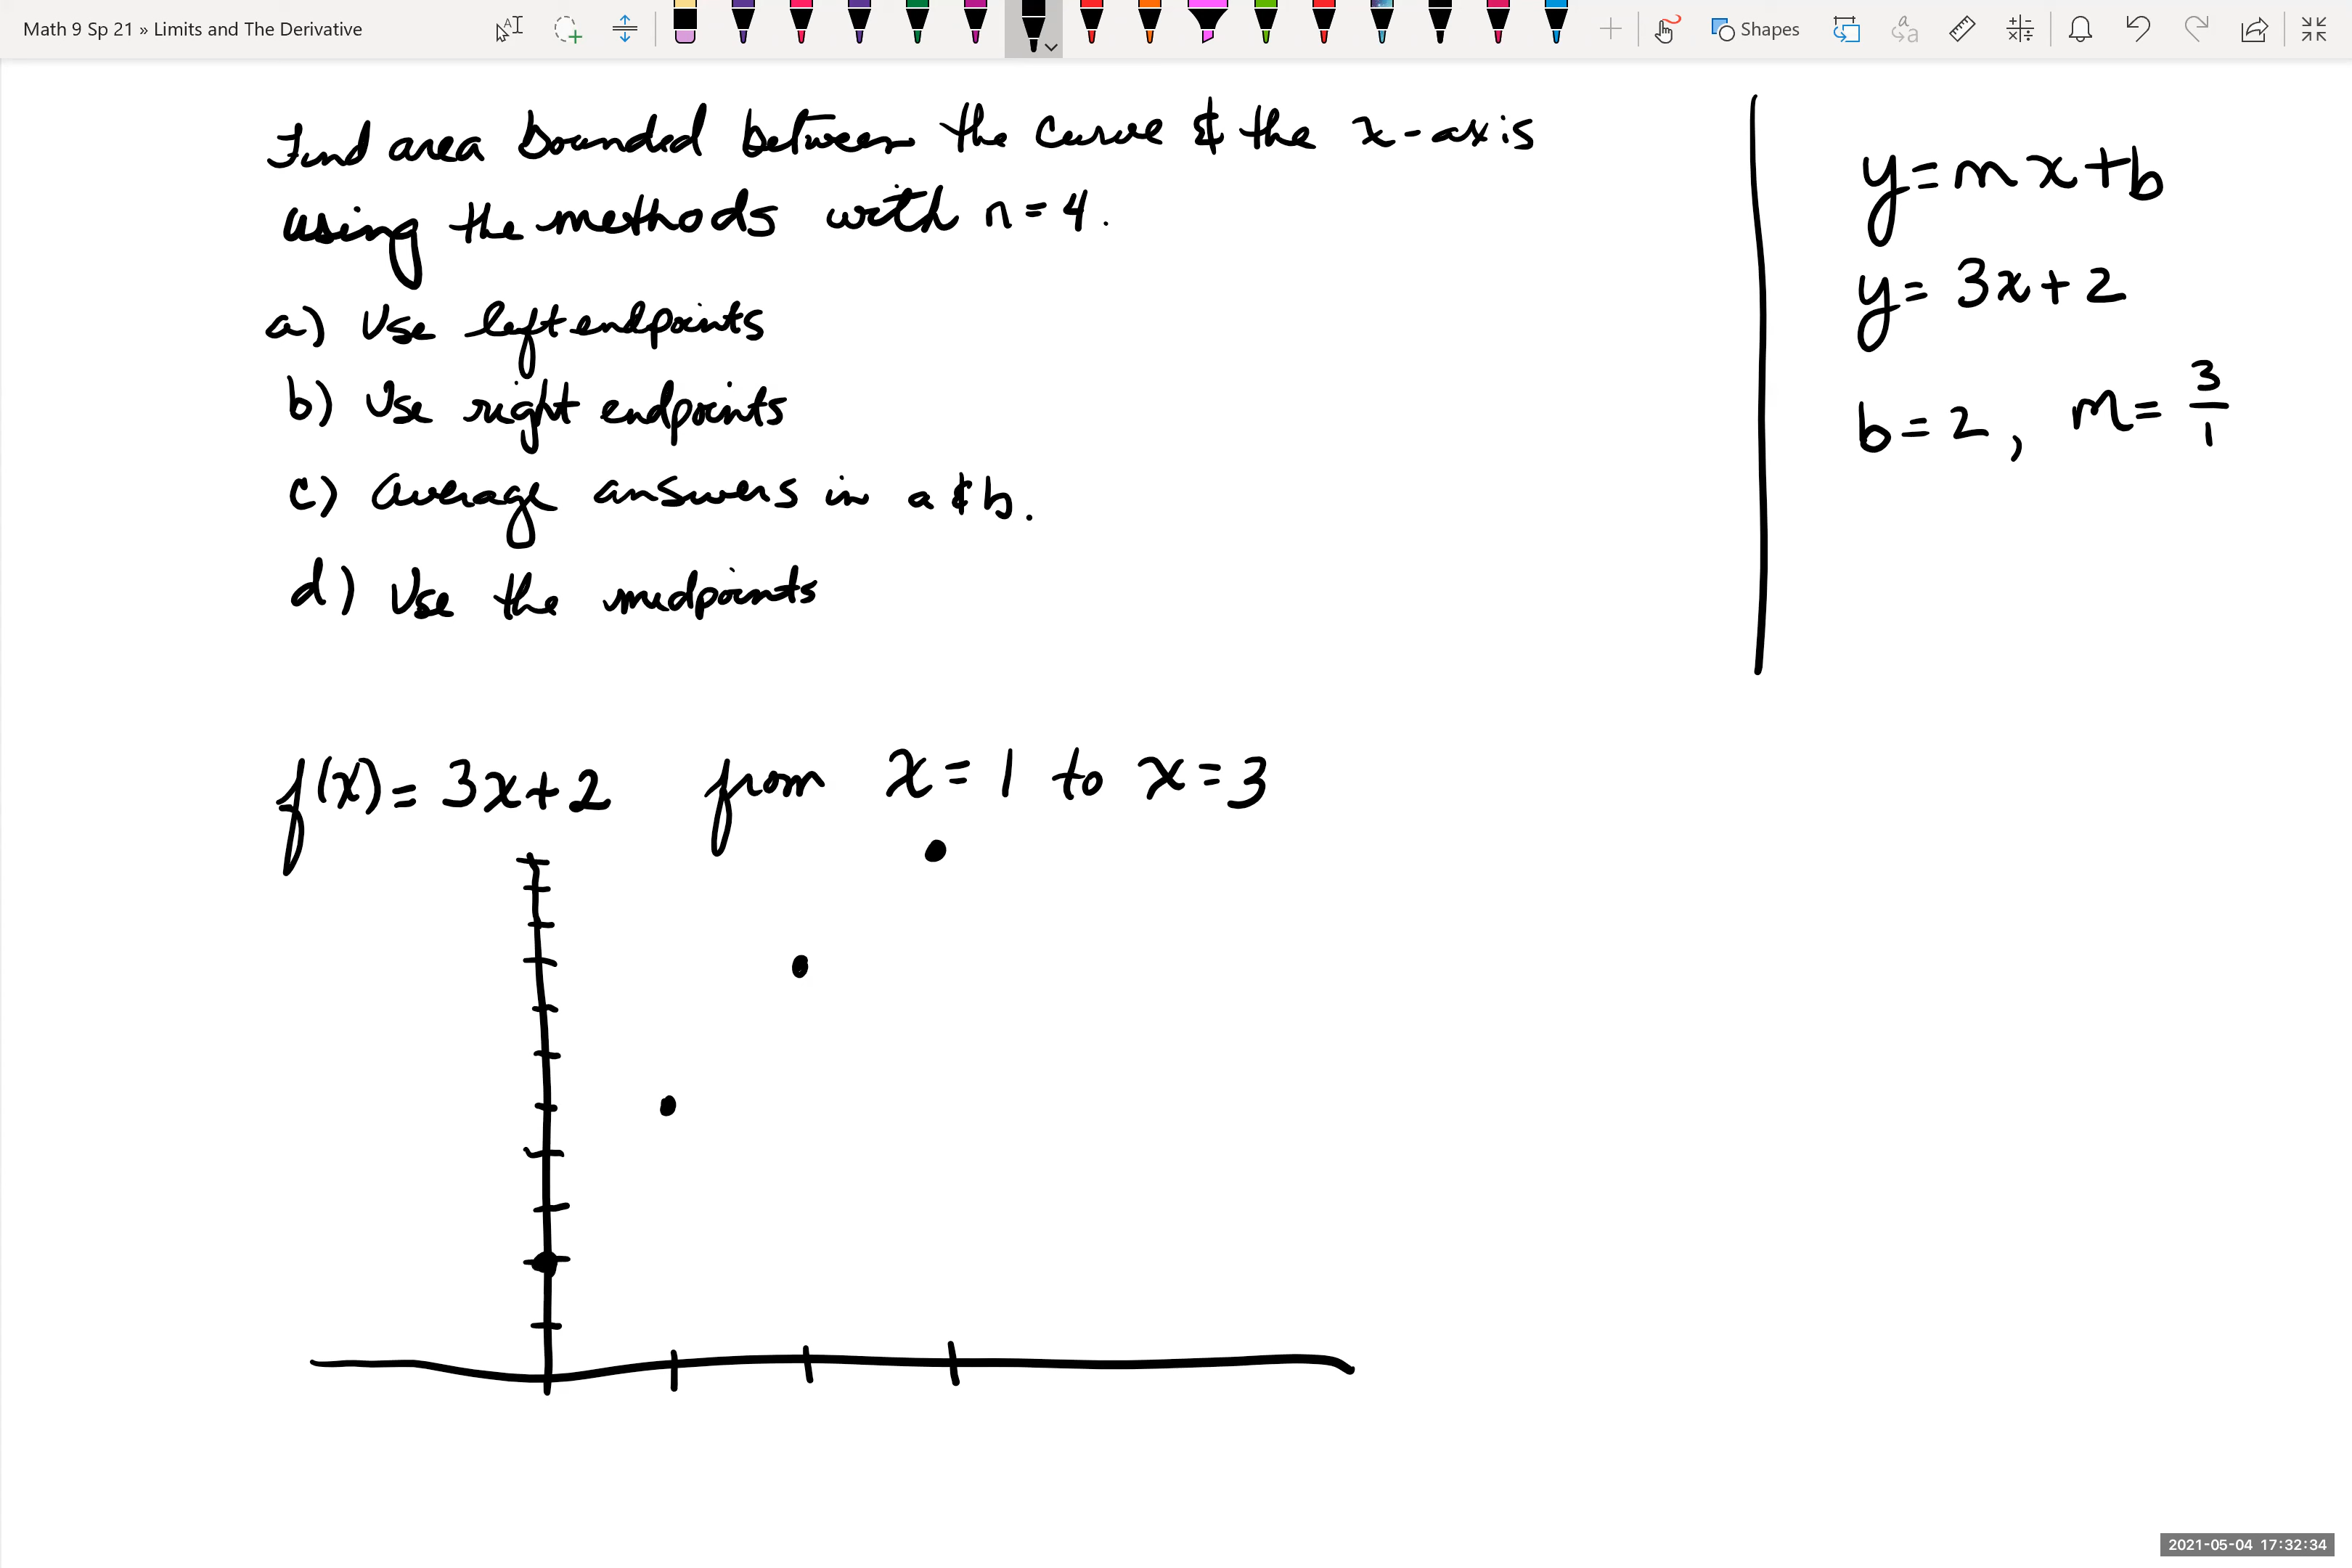 Math 9 Sp 21 » Limits and The Derivative
Shapes
Find area bounded between the curve & the x-axis
using the methods with n = 4.
a) Use left endpoints
b) Use right endpoints
c) average answers in a & b.
d) Use the midpoints
y = mx + b
y = 3x + 2
b = 2, m = 3/1
f(x) = 3x + 2 from x = 1 to x = 3
2021-05-04 17:32:34